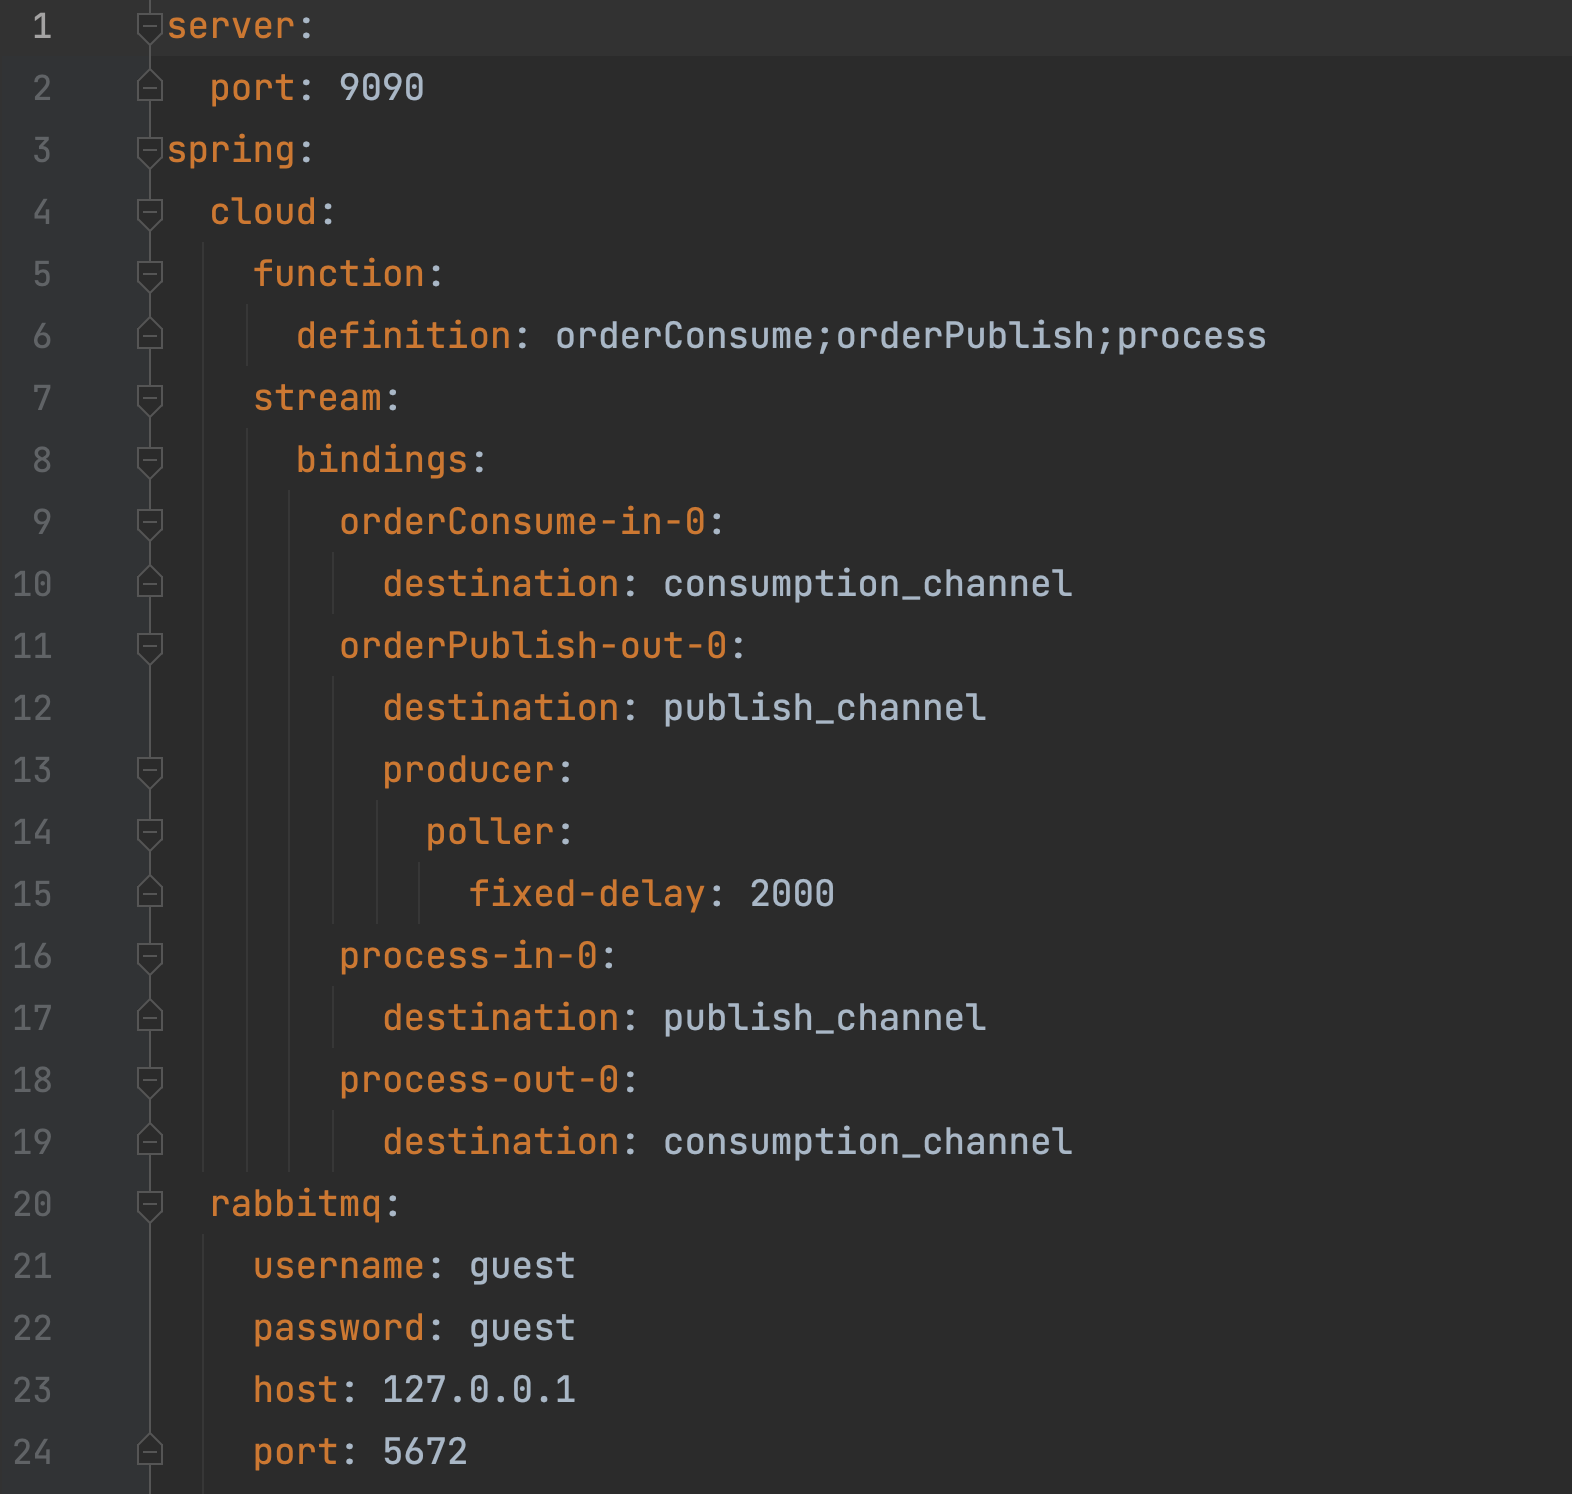 1 server:
2   port: 9090
3 spring:
4   cloud:
5     function:
6       definition: orderConsume;orderPublish;process
7     stream:
8       bindings:
9         orderConsume-in-0:
10           destination: consumption_channel
11         orderPublish-out-0:
12           destination: publish_channel
13           producer:
14             poller:
15               fixed-delay: 2000
16         process-in-0:
17           destination: publish_channel
18         process-out-0:
19           destination: consumption_channel
20   rabbitmq:
21     username: guest
22     password: guest
23     host: 127.0.0.1
24     port: 5672